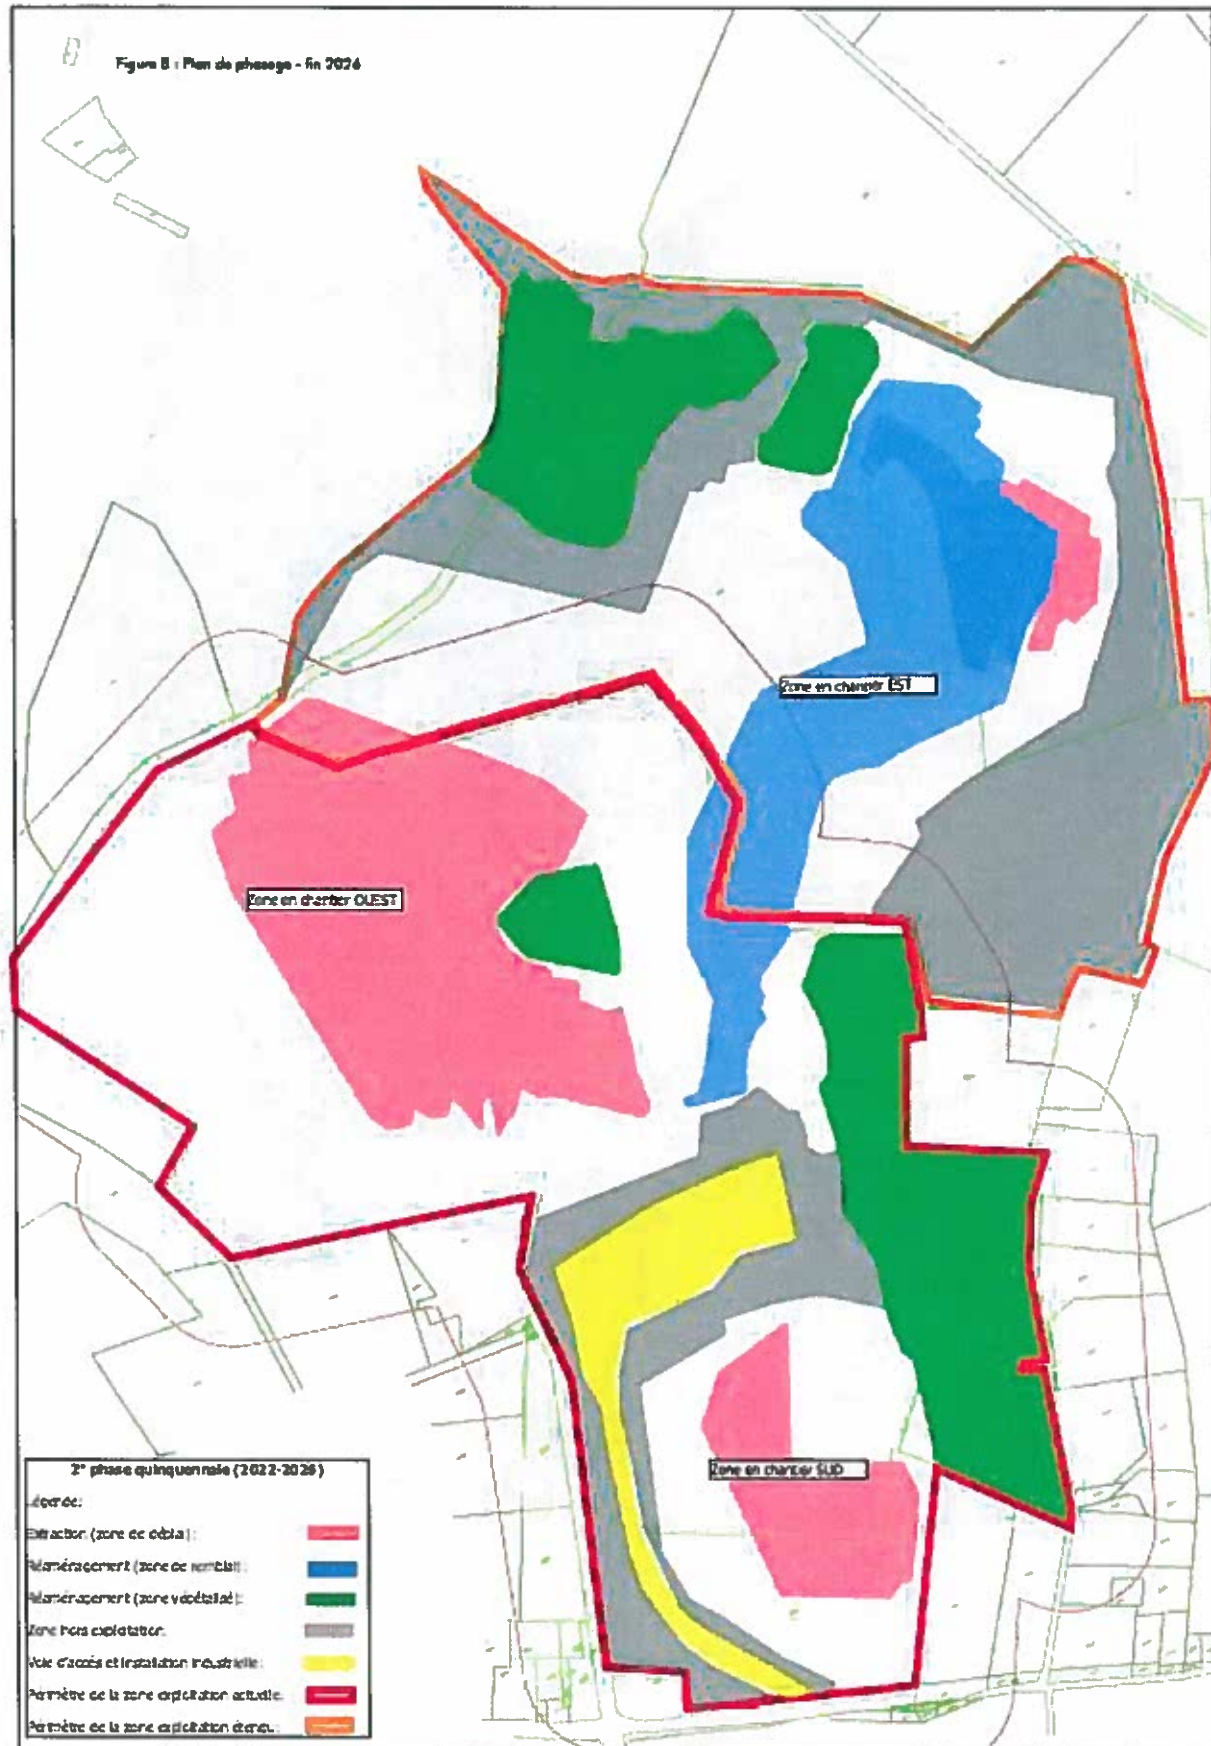 Figure 8 : Plan de phasage - fin 2026
Zone en chantier EST
Zone en chantier OUEST
Zone en chantier SUD
2° phase quinquennale (2022-2026)
Légende:
Extraction (zone de déblai):
Réaménagement (zone de remblai):
Réaménagement (zone végétalisé):
Zone hors exploitation:
Voie d'accès et installation industrielle:
Périmètre de la zone exploitation actuelle:
Périmètre de la zone exploitation étendu: